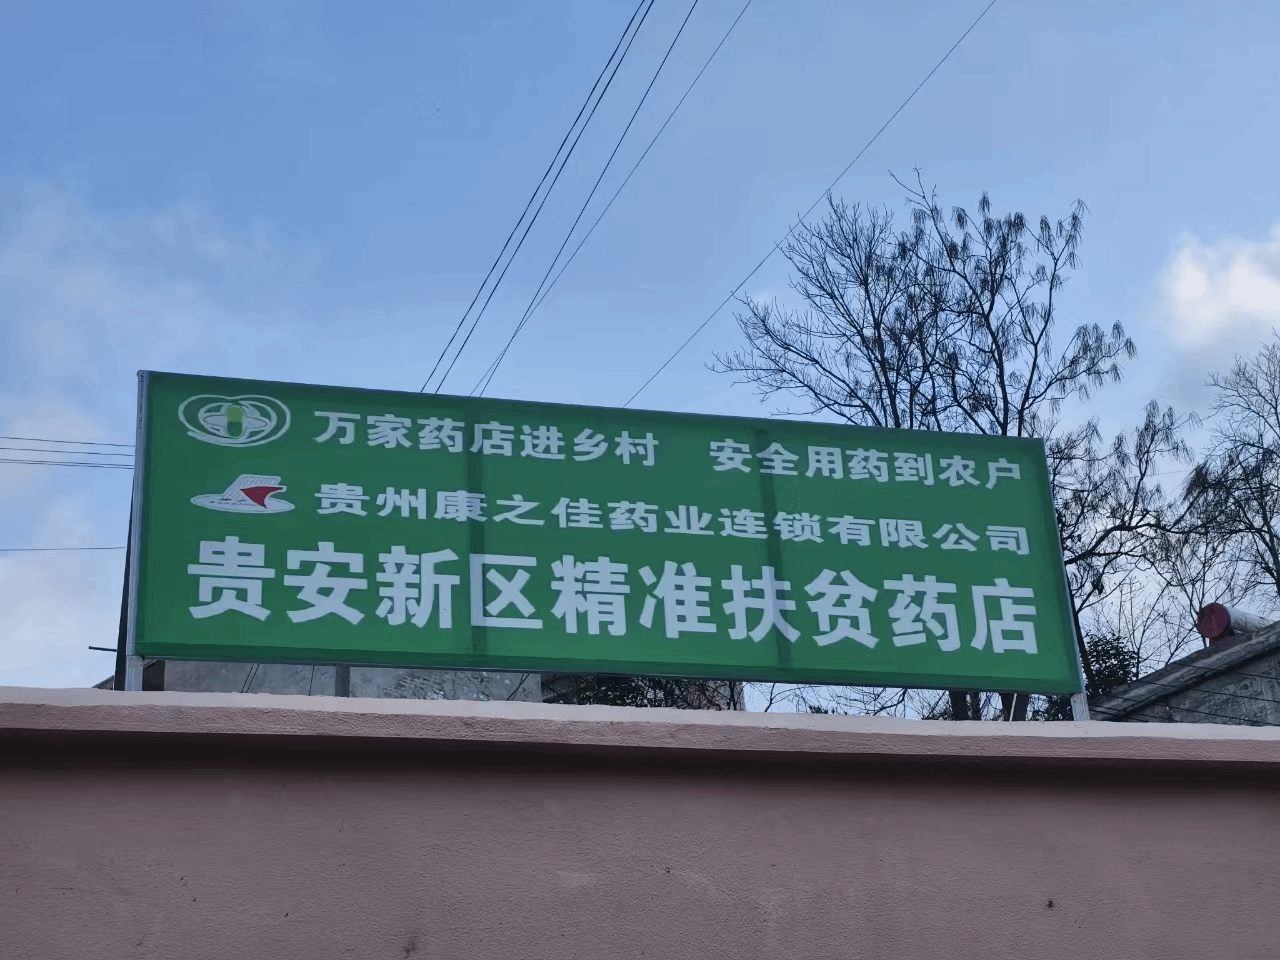 万家药店进乡村 安全用药到农户
贵州康之佳药业连锁有限公司
贵安新区精准扶贫药店